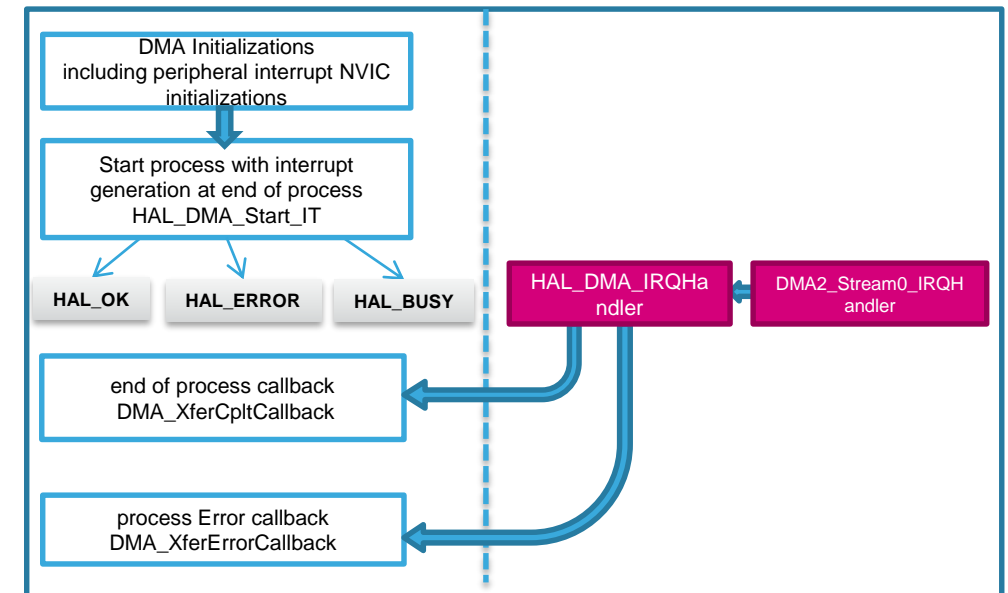 DMA Initializations
including peripheral interrupt NVIC
initializations
Start process with interrupt
generation at end of process
HAL_DMA_Start_IT
HAL_OK
HAL_ERROR
HAL_BUSY
HAL_DMA_IRQHa
ndler
DMA2_Stream0_IRQH
andler
end of process callback
DMA_XferCpltCallback
process Error callback
DMA_XferErrorCallback